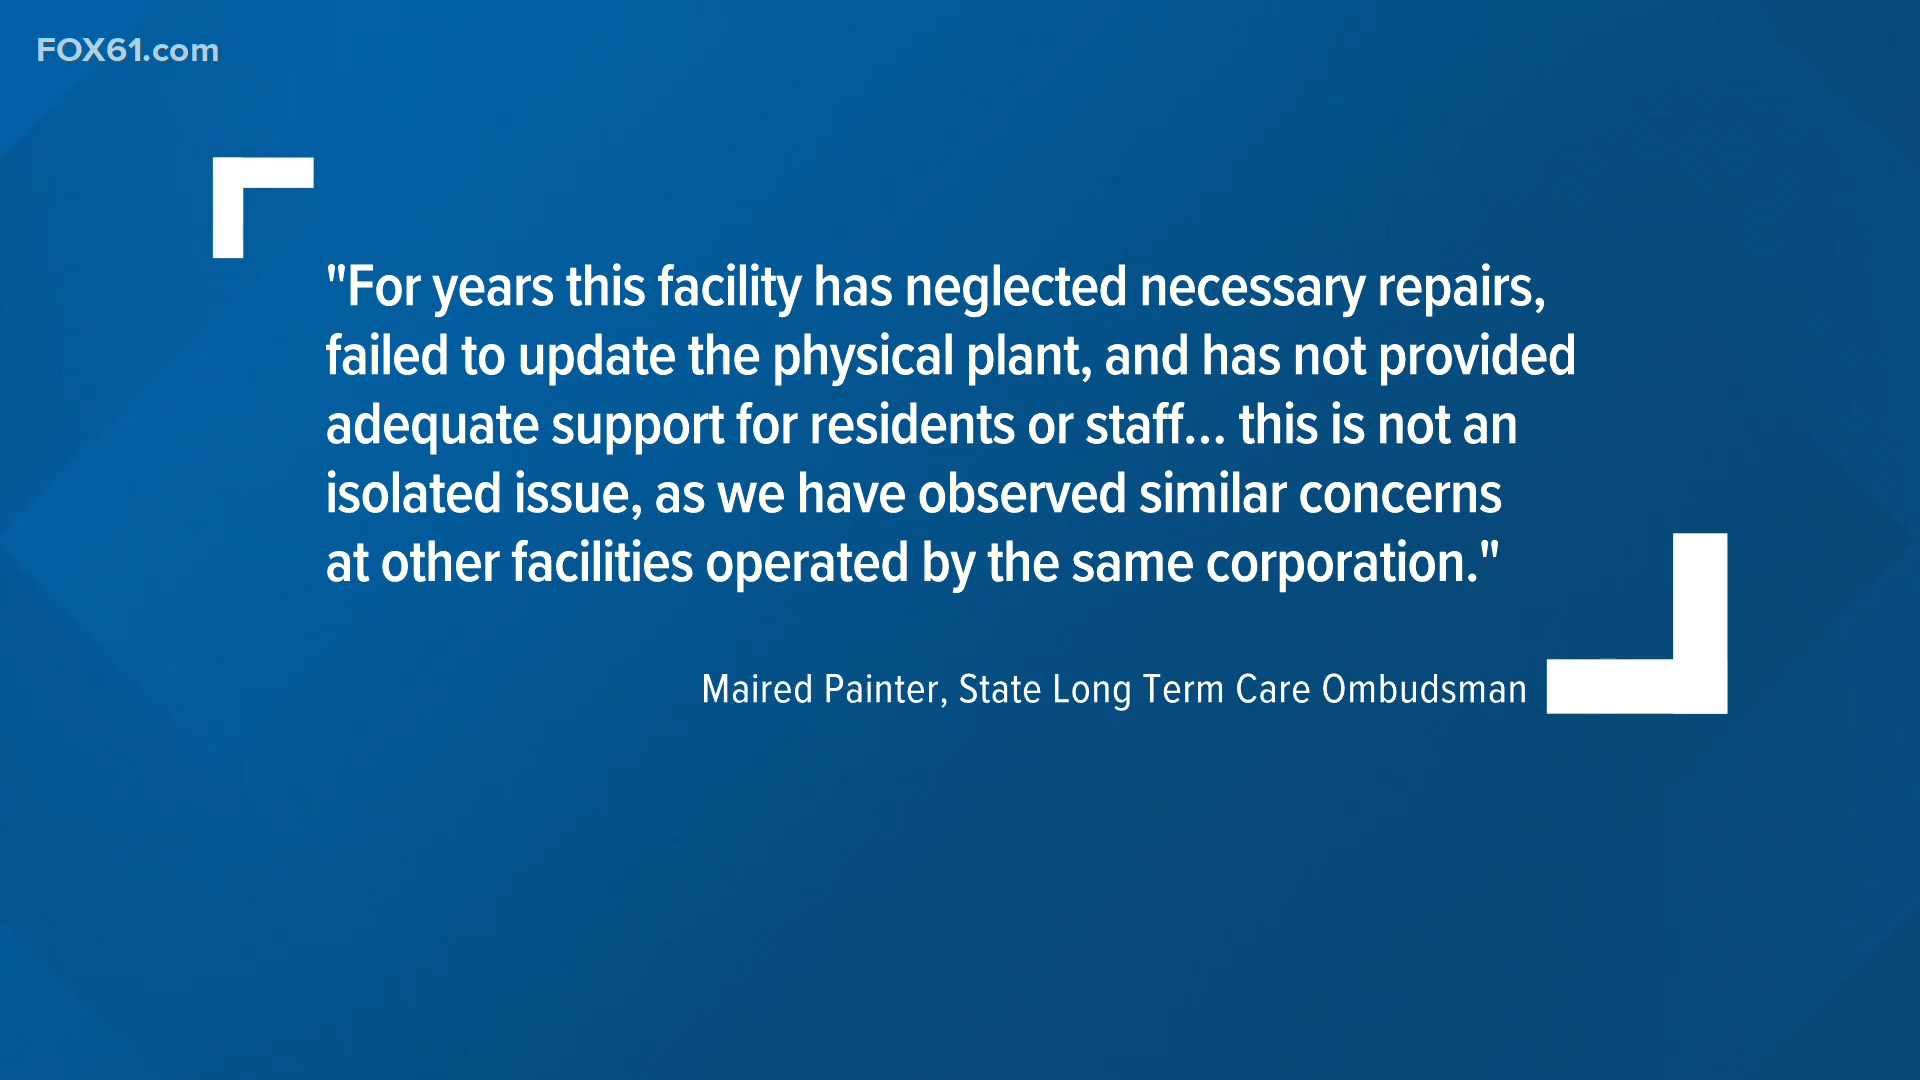 FOX61.com
"For years this facility has neglected necessary repairs,
failed to update the physical plant, and has not provided
adequate support for residents or staff... this is not an
isolated issue, as we have observed similar concerns
at other facilities operated by the same corporation."
Maired Painter, State Long Term Care Ombudsman